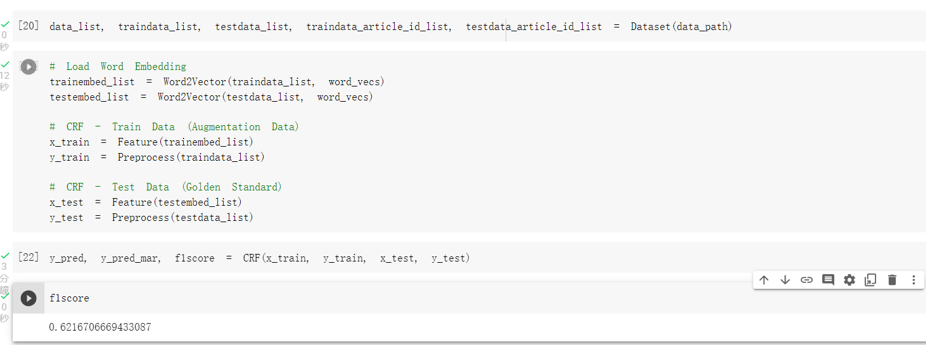 0
秒
[20] data_list, traindata_list, testdata_list, traindata_article_id_list, testdata_article_id_list = Dataset(data_path)
12
秒
# Load Word Embedding
trainembed_list = Word2Vector(traindata_list, word_vecs)
testembed_list = Word2Vector(testdata_list, word_vecs)
# CRF - Train Data (Augmentation Data)
x_train = Feature(trainembed_list)
y_train = Preprocess(traindata_list)
# CRF - Test Data (Golden Standard)
x_test = Feature(testembed_list)
y_test = Preprocess(testdata_list)
3
分
鐘
[22] y_pred, y_pred_mar, f1score = CRF(x_train, y_train, x_test, y_test)
0
秒
f1score
0.6216706669433087